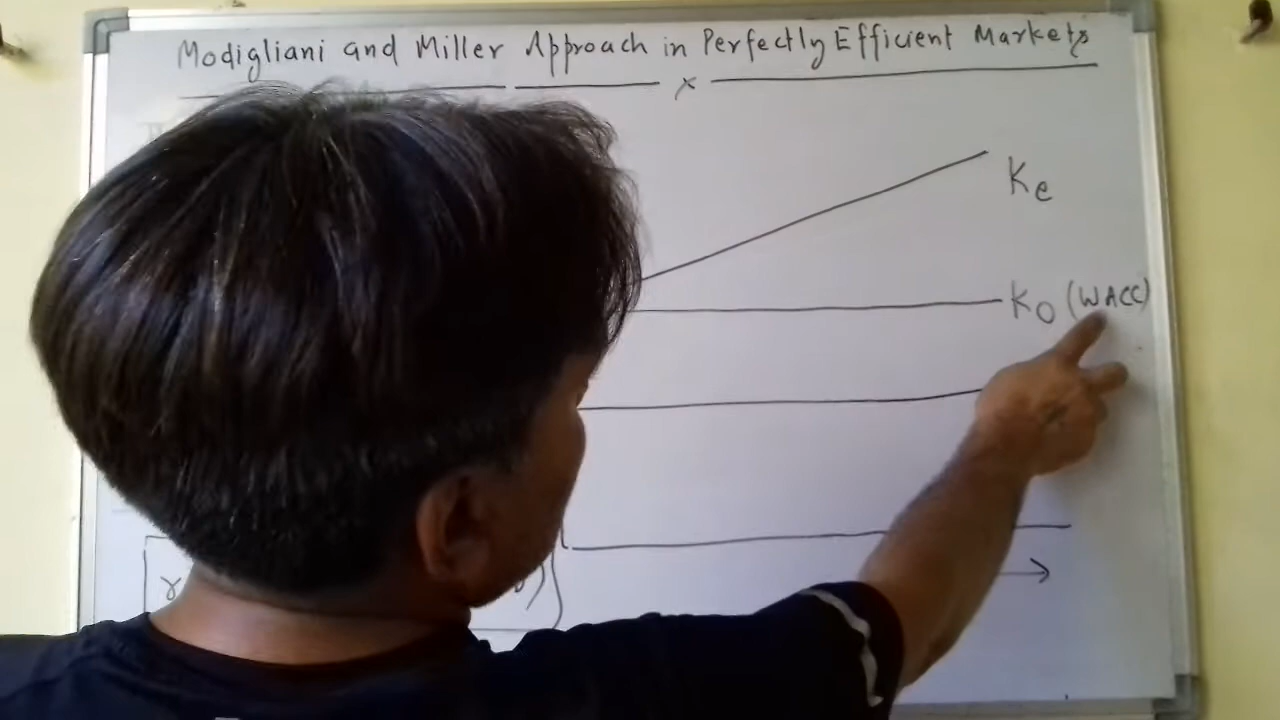 Modigliani and Miller Approach in Perfectly Efficient Markets
x
Ke
Ko (WACC)